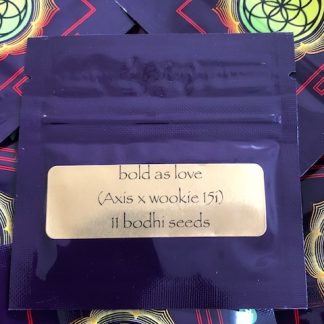 bold as love
(Axis x wookie 15)
11 bodhi seeds